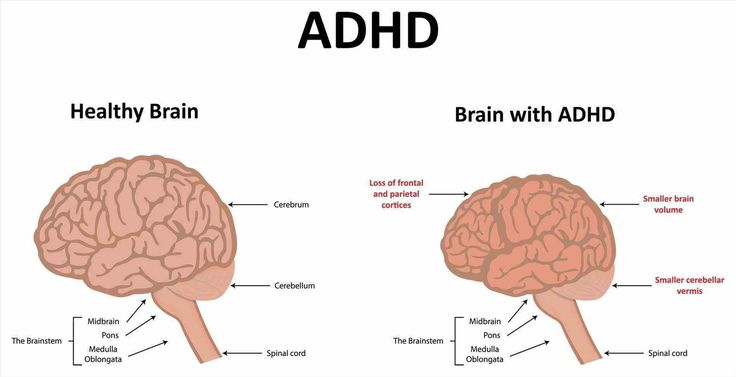 ADHD
Healthy Brain
Cerebrum
Cerebellum
Midbrain
Pons
The Brainstem
Medulla
Oblongata
Spinal cord
Brain with ADHD
Loss of frontal
and parietal
cortices
Smaller brain
volume
Smaller cerebellar
vermis
Midbrain
Pons
The Brainstem
Medulla
Oblongata
Spinal cord